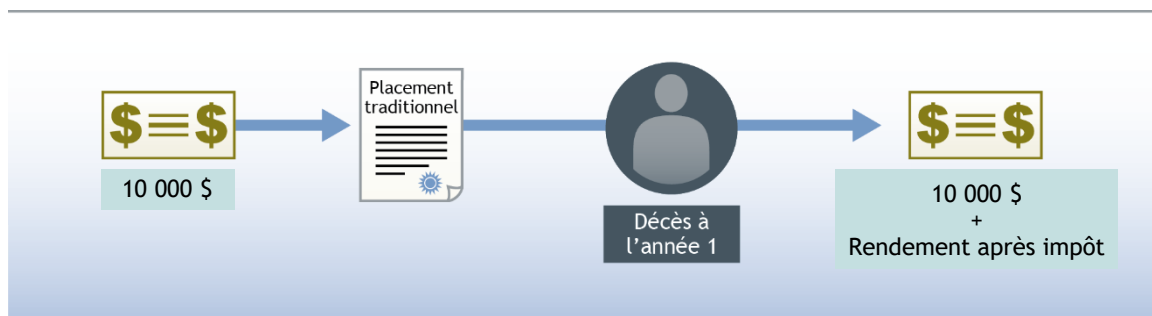 $ $
10 000 $
Placement
traditionnel
Décès à
l'année 1
$ $
10 000 $
+
Rendement après impôt